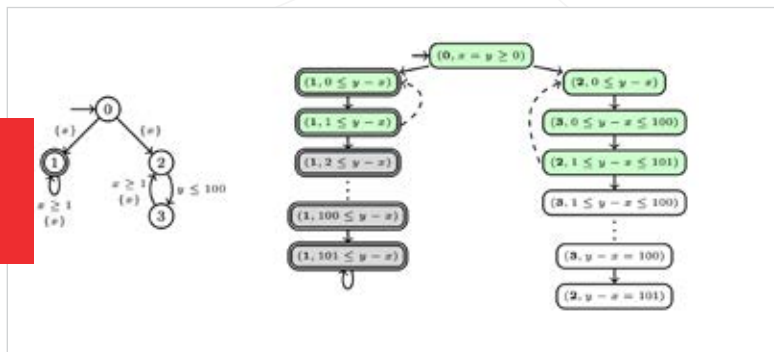 0
{x}
{x}
1
2
x ≥ 1
{x}
y ≤ 100
x ≥ 1
{x}
3
(0, x = y ≥ 0)
(1, 0 ≤ y − x)
(1, 1 ≤ y − x)
(1, 2 ≤ y − x)
(1, 100 ≤ y − x)
(1, 101 ≤ y − x)
(2, 0 ≤ y − x)
(3, 0 ≤ y − x ≤ 100)
(2, 1 ≤ y − x ≤ 101)
(3, 1 ≤ y − x ≤ 100)
(3, y − x = 100)
(2, y − x = 101)